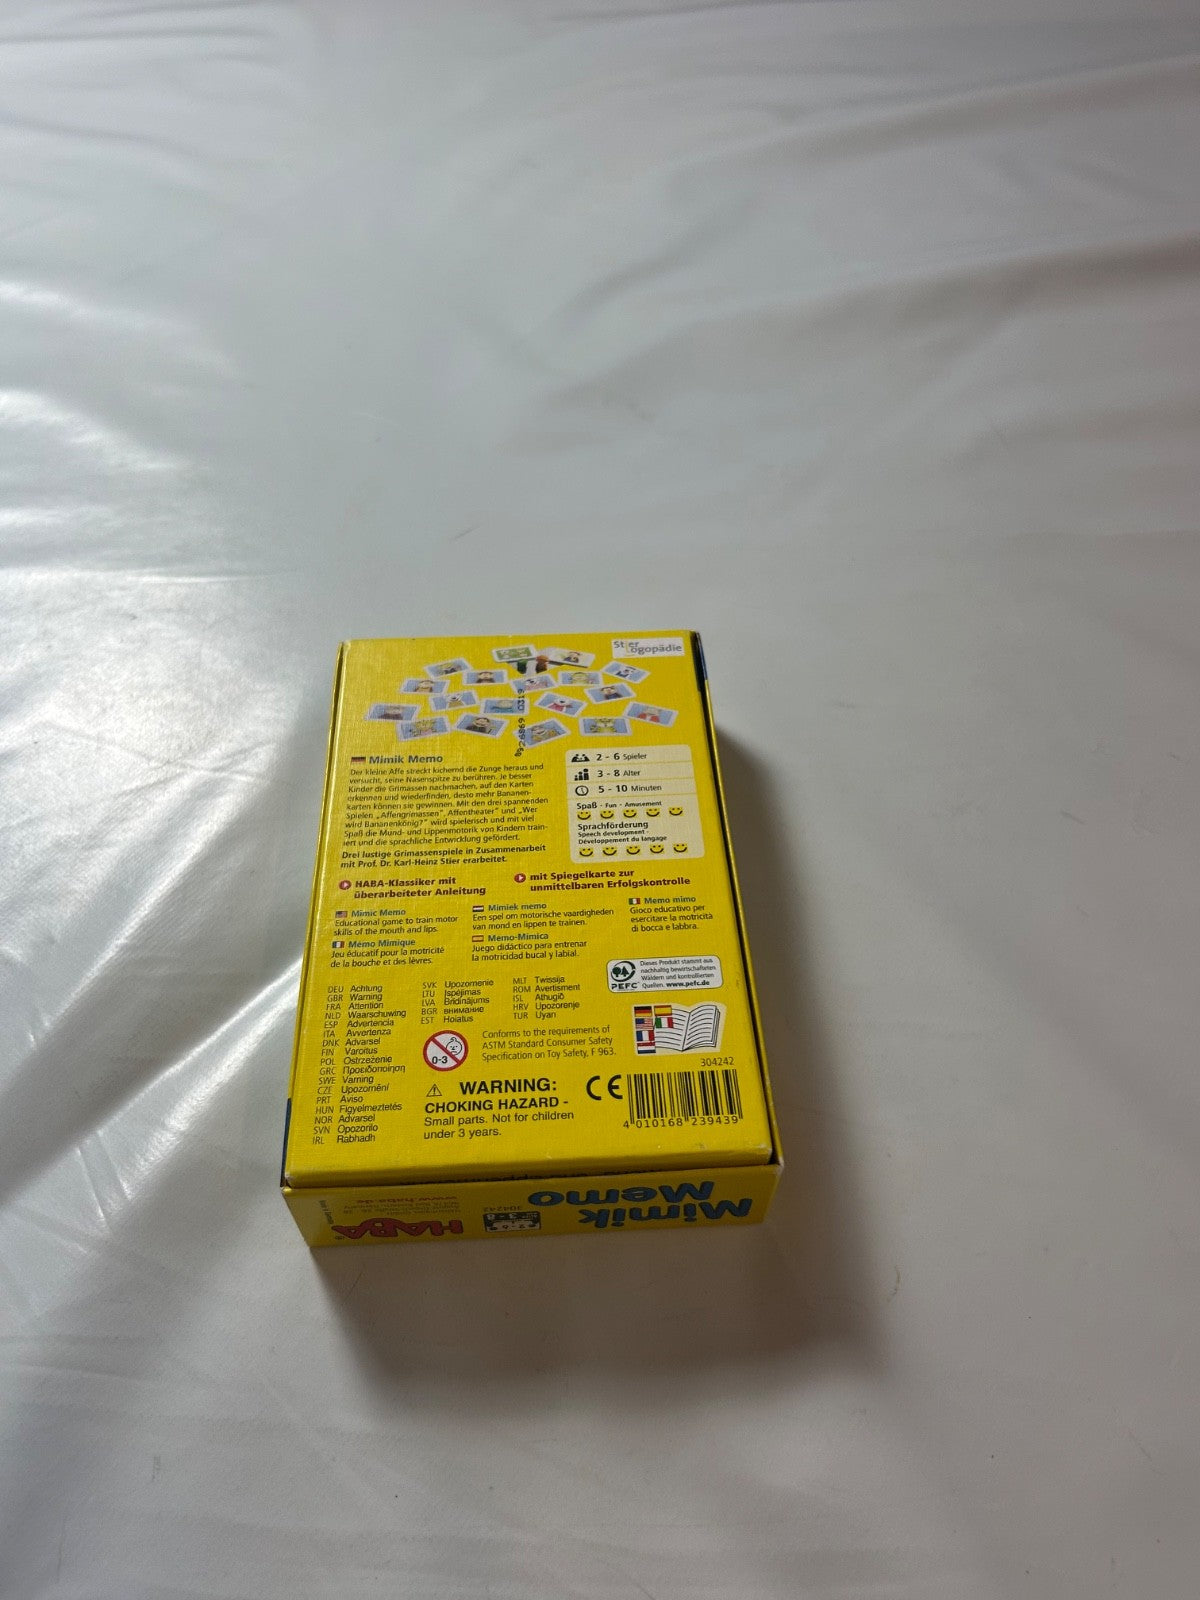 Stier
Logopädie
Mimik Memo
Der kleine Affe streckt kichernd die Zunge heraus und
versucht, seine Nasenspitze zu berühren. Je besser
Kinder die Grimassen nachmachen, auf den Karten
erkennen und wiederfinden, desto mehr Bananen-
karten können sie gewinnen. Mit den drei spannenden
Spielen „Affengrimassen", Affentheater" und „Wer
wird Bananenkönig?" wird spielerisch und mit viel
Spaß die Mund- und Lippenmotorik von Kindern train-
iert und die sprachliche Entwicklung gefördert.
Drei lustige Grimassenspiele in Zusammenarbeit
mit Prof. Dr. Karl-Heinz Stier erarbeitet.
2 - 6 Spieler
3 - 8 Alter
5 - 10 Minuten
Spaß - Fun - Amusement
Sprachförderung
Speech development -
Développement du langage
HABA-Klassiker mit
überarbeiteter Anleitung
mit Spiegelkarte zur
unmittelbaren Erfolgskontrolle
Mimic Memo
Educational game to train motor
skills of the mouth and lips.
Mémo Mimique
Jeu éducatif pour la motricité
de la bouche et des lèvres.
Mimiek memo
Een spel om motorische vaardigheden
van mond en lippen te trainen.
Memo-Mímica
Juego didáctico para entrenar
la motricidad bucal y labial.
Memo mimo
Gioco educativo per
esercitare la motricità
di bocca e labbra.
DEU Achtung
GBR Warning
FRA Attention
NLD Waarschuwing
ESP Advertencia
ITA Avvertenza
DNK Advarsel
FIN Varoitus
POL Ostrzeżenie
GRC Προειδοποίηση
SWE Varning
CZE Upozornění
PRT Aviso
HUN Figyelmeztetés
NOR Advarsel
SVN Opozorilo
IRL Rabhadh
SVK Upozornenie
LTU Įspėjimas
LVA Brīdinājums
BGR внимание
EST Hoiatus
MLT Twissija
ROM Avertisment
ISL Athugið
HRV Upozorenje
TUR Uyarı
PEFC
Dieses Produkt stammt aus
nachhaltig bewirtschafteten
Wäldern und kontrollierten
Quellen. www.pefc.de
0-3
Conforms to the requirements of
ASTM Standard Consumer Safety
Specification on Toy Safety, F 963.
WARNING:
CHOKING HAZARD -
Small parts. Not for children
under 3 years.
CE
304242
4 010168 239439
Mimik
Memo
304242
HABA
www.haba.de